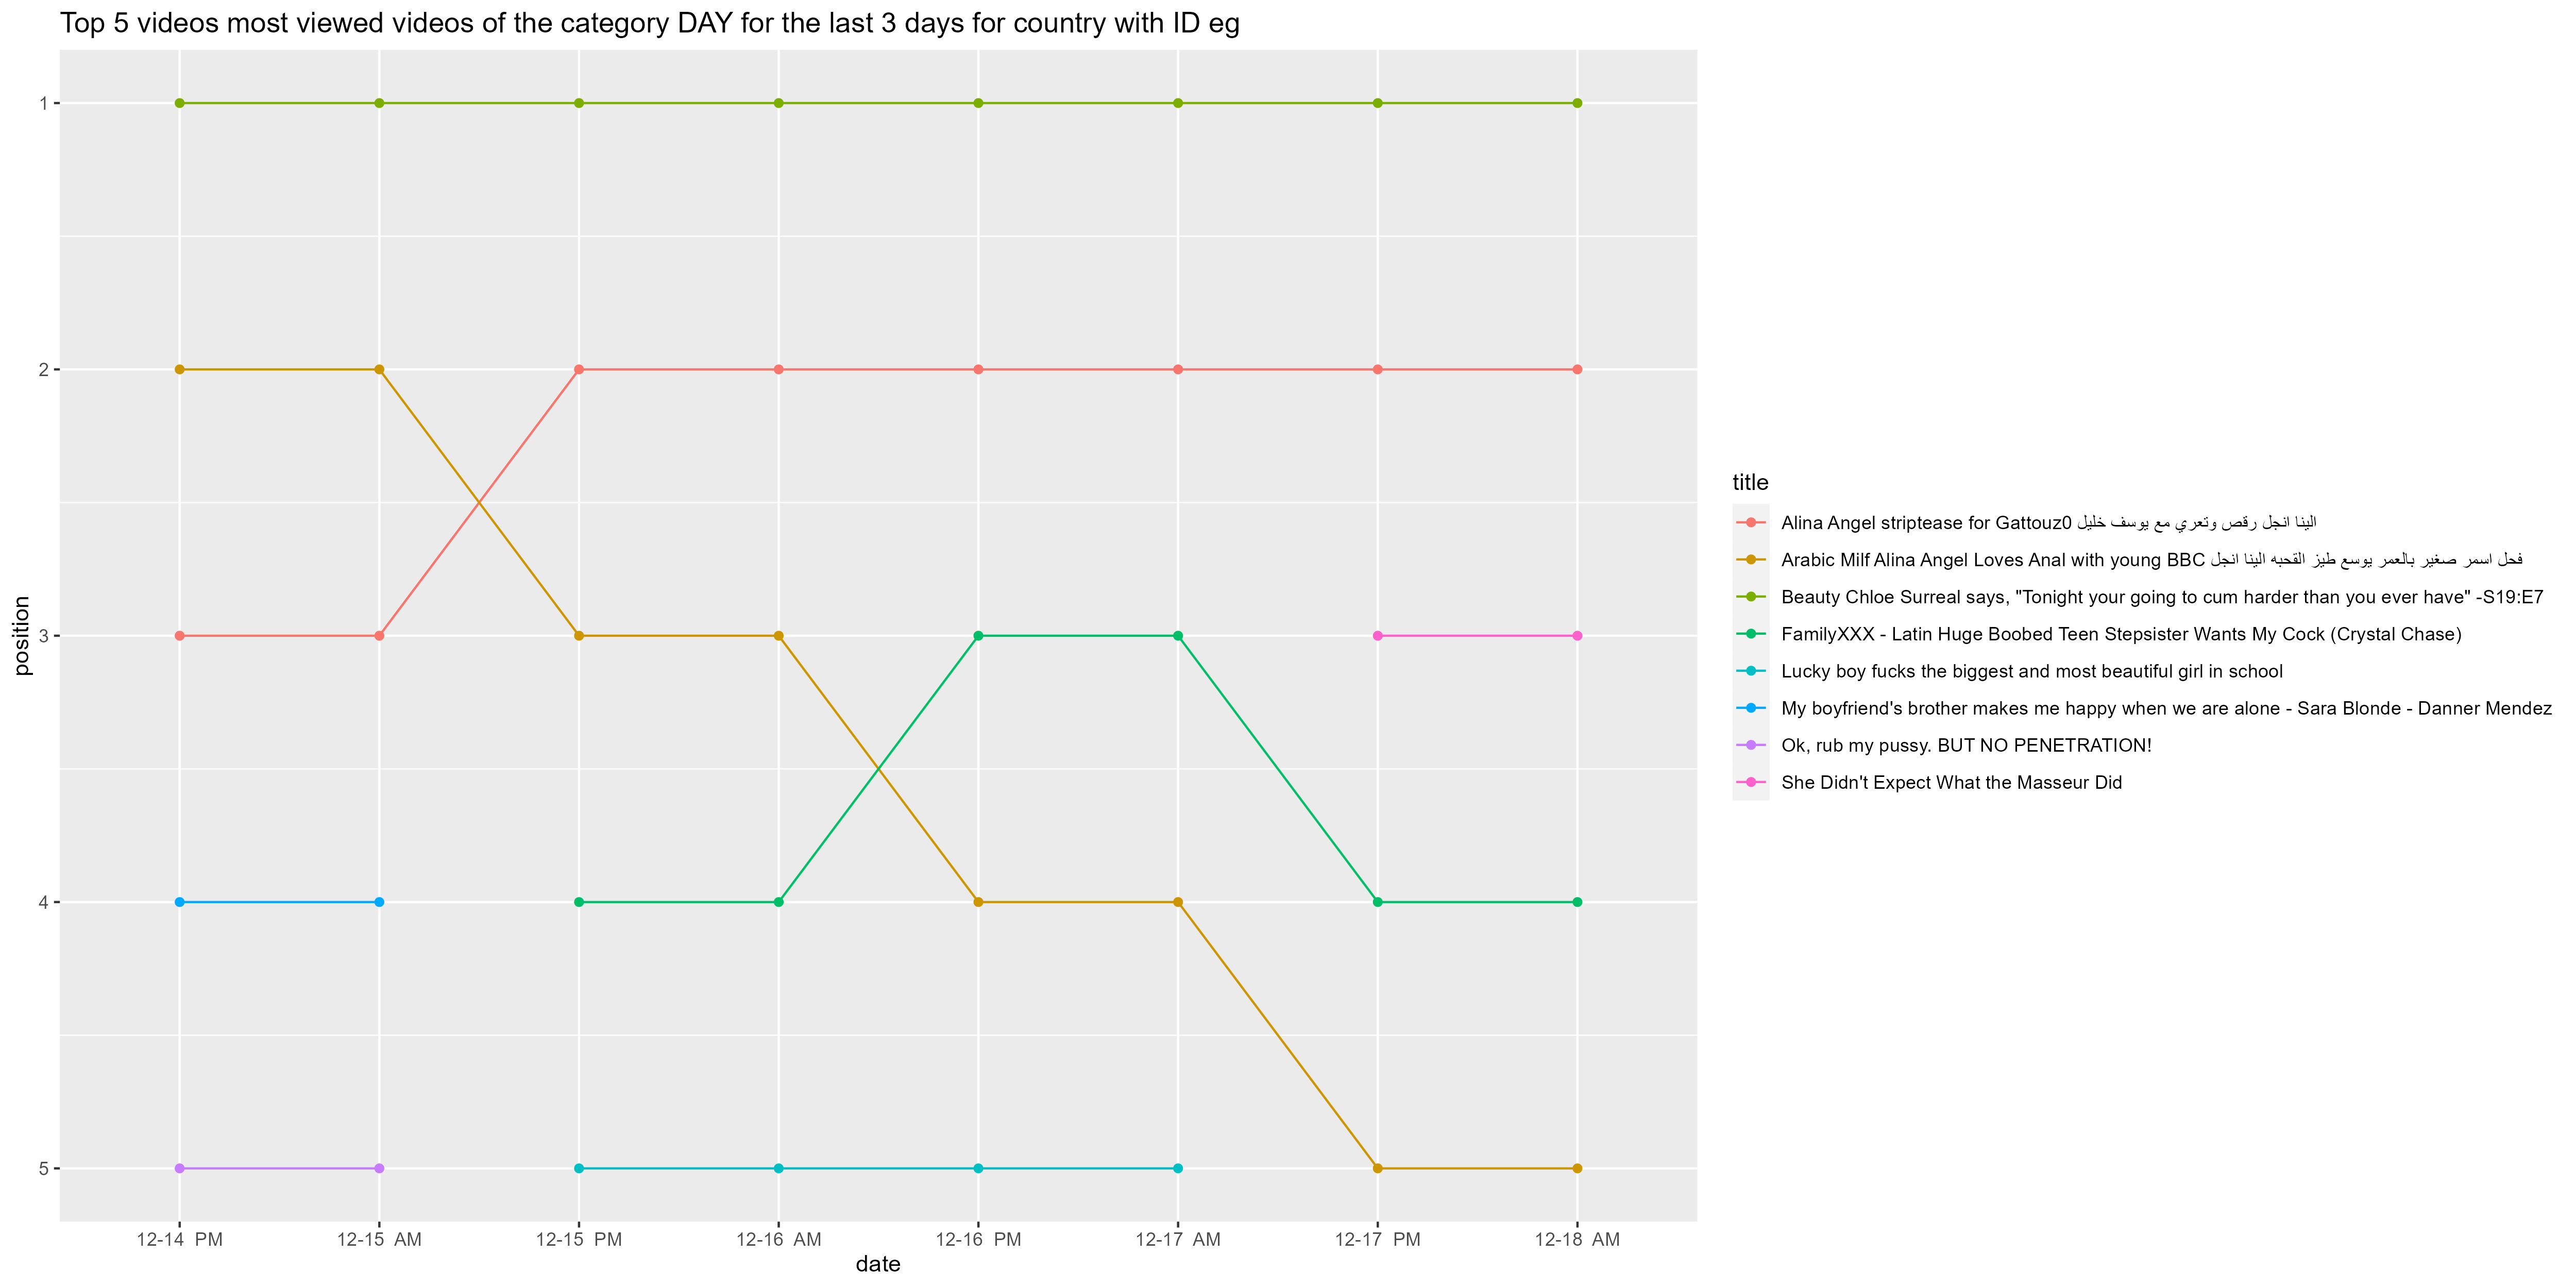 Top 5 videos most viewed videos of the category DAY for the last 3 days for country with ID eg
position
1
2
3
4
5
12-14 PM
12-15 AM
12-15 PM
12-16 AM
12-16 PM
12-17 AM
12-17 PM
12-18 AM
date
title
Alina Angel striptease for Gattouz0 الينا انجل رقص وتعري مع يوسف خليل
Arabic Milf Alina Angel Loves Anal with young BBC فحل اسمر صغير بالعمر يوسع طيز القحبه الينا انجل
Beauty Chloe Surreal says, "Tonight your going to cum harder than you ever have" -S19:E7
FamilyXXX - Latin Huge Boobed Teen Stepsister Wants My Cock (Crystal Chase)
Lucky boy fucks the biggest and most beautiful girl in school
My boyfriend's brother makes me happy when we are alone - Sara Blonde - Danner Mendez
Ok, rub my pussy. BUT NO PENETRATION!
She Didn't Expect What the Masseur Did